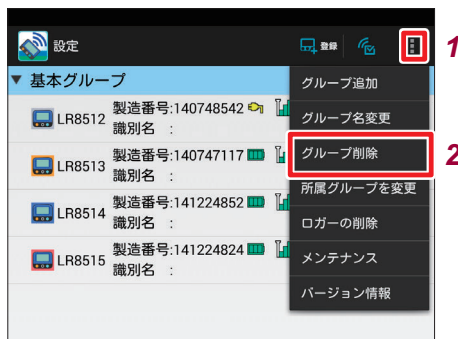 設定
登録
1
▼ 基本グループ
グループ追加
LR8512
製造番号:140748542
識別名 :
グループ名変更
LR8513
製造番号:140747117
識別名 :
グループ削除
2
所属グループを変更
LR8514
製造番号:141224852
識別名 :
ロガーの削除
LR8515
製造番号:141224824
識別名 :
メンテナンス
バージョン情報